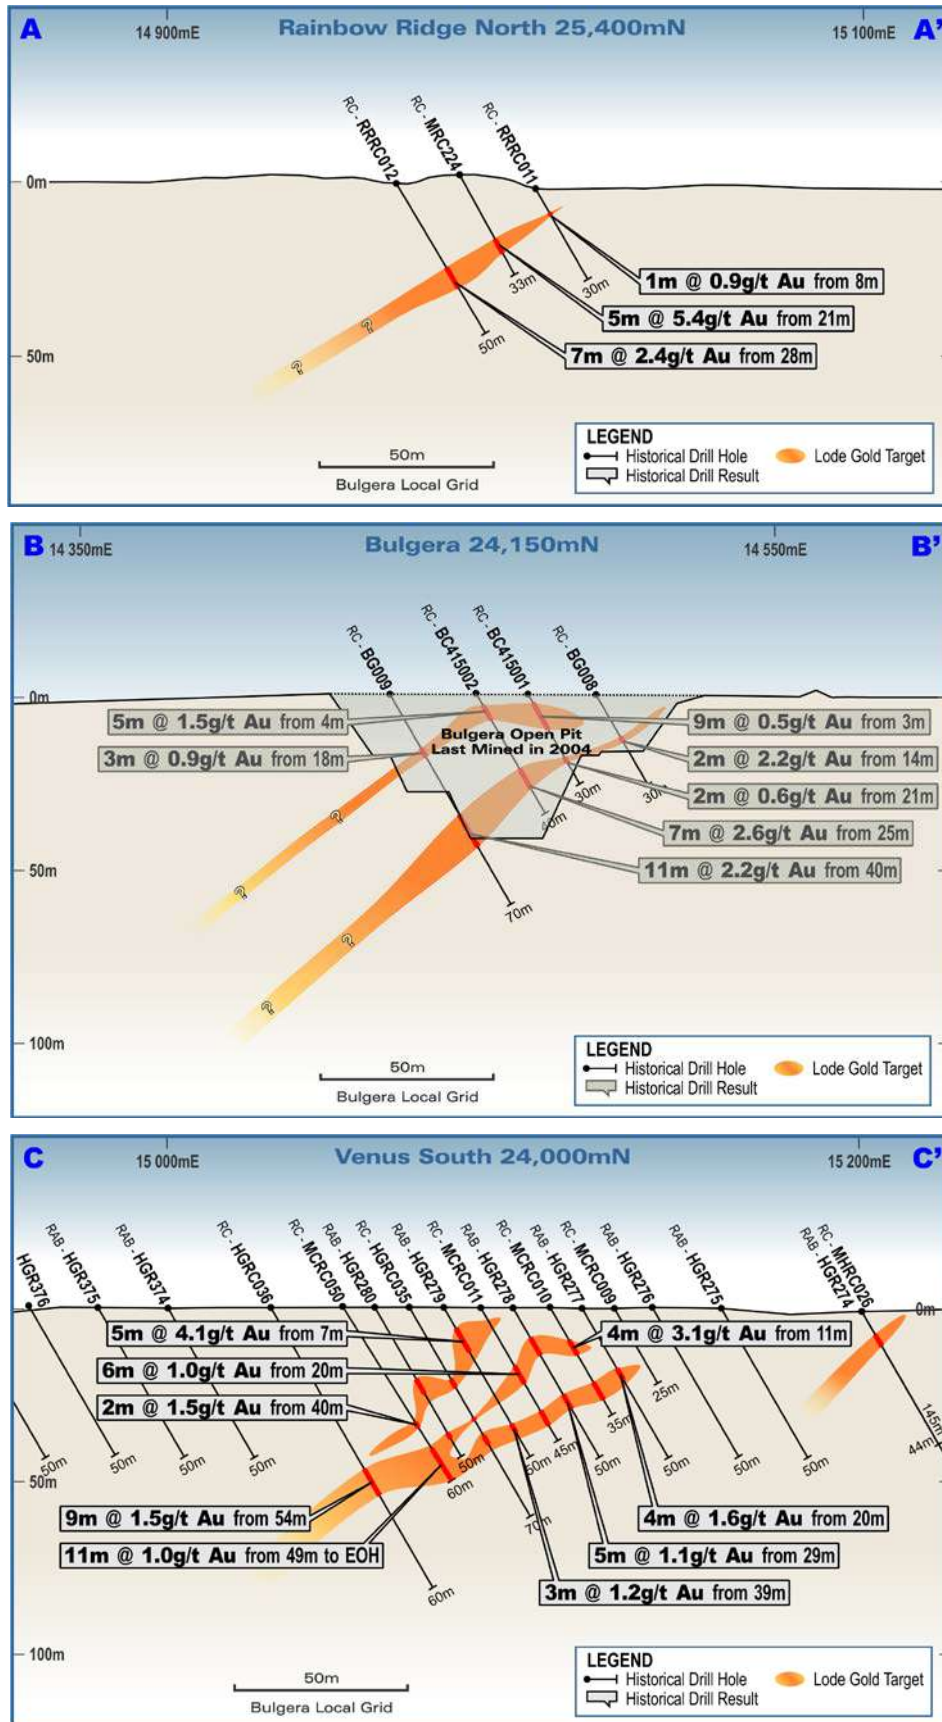 A
14 900mE
Rainbow Ridge North 25,400mN
15 100mE
A'
RC - RRRC012
RC - MRC224
RC - RRRC011
0m
33m
30m
50m
1m @ 0.9g/t Au from 8m
5m @ 5.4g/t Au from 21m
7m @ 2.4g/t Au from 28m
?
?
50m
50m
Bulgera Local Grid
LEGEND
Historical Drill Hole
Historical Drill Result
Lode Gold Target
B
14 350mE
Bulgera 24,150mN
14 550mE
B'
RC - BG009
RC - BC415002
RC - BC415001
RC - BG008
0m
5m @ 1.5g/t Au from 4m
3m @ 0.9g/t Au from 18m
Bulgera Open Pit
Last Mined in 2004
9m @ 0.5g/t Au from 3m
2m @ 2.2g/t Au from 14m
2m @ 0.6g/t Au from 21m
7m @ 2.6g/t Au from 25m
11m @ 2.2g/t Au from 40m
30m
30m
70m
?
?
?
?
50m
100m
50m
Bulgera Local Grid
LEGEND
Historical Drill Hole
Historical Drill Result
Lode Gold Target
C
15 000mE
Venus South 24,000mN
15 200mE
C'
HGR376
RAB - HGR375
RAB - HGR374
RC - HGRC036
RC - MCRC050
RAB - HGR280
RC - HGRC035
RAB - HGR279
RC - MCRC011
RAB - HGR278
RC - MCRC010
RAB - HGR277
RC - MCRC009
RAB - HGR276
RAB - HGR275
RAB - HGR274
RC - MHRC026
0m
5m @ 4.1g/t Au from 7m
6m @ 1.0g/t Au from 20m
2m @ 1.5g/t Au from 40m
4m @ 3.1g/t Au from 11m
25m
35m
145m
44m
50m
50m
50m
50m
50m
60m
50m
45m
50m
50m
50m
50m
70m
60m
50m
9m @ 1.5g/t Au from 54m
11m @ 1.0g/t Au from 49m to EOH
4m @ 1.6g/t Au from 20m
5m @ 1.1g/t Au from 29m
3m @ 1.2g/t Au from 39m
100m
50m
Bulgera Local Grid
LEGEND
Historical Drill Hole
Historical Drill Result
Lode Gold Target